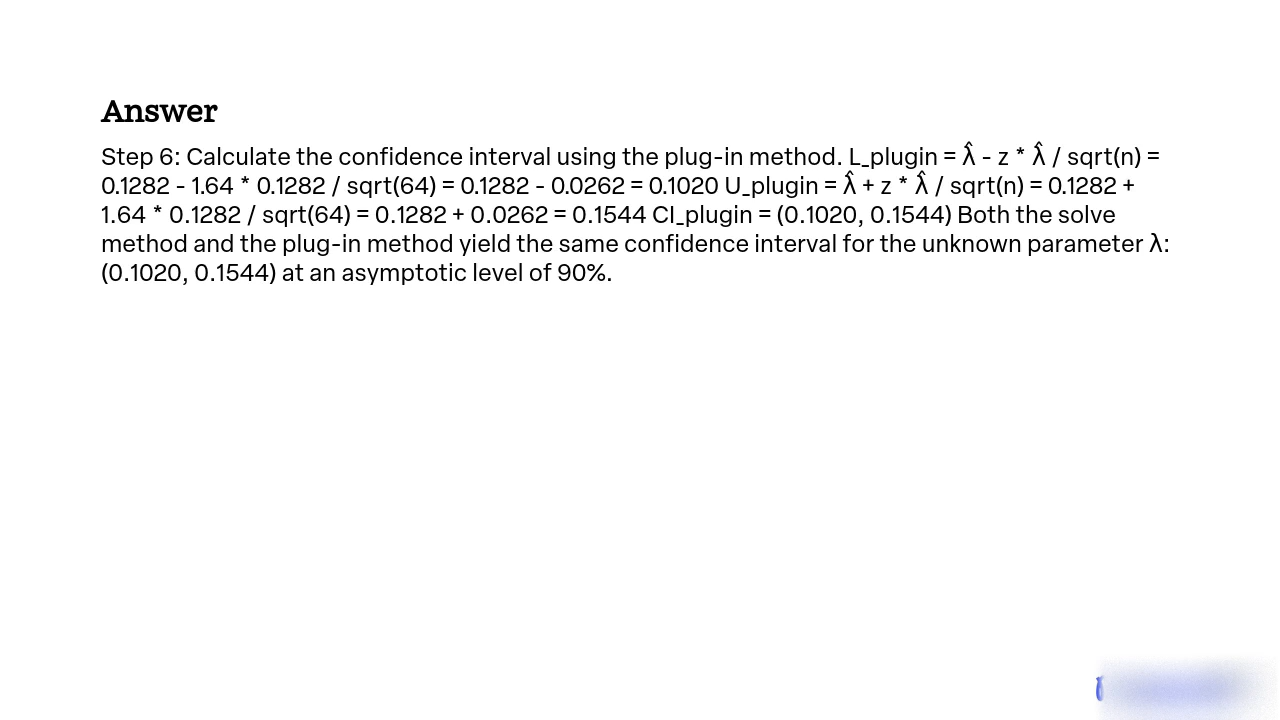 Answer
Step 6: Calculate the confidence interval using the plug-in method. L_plugin = λ̂ - z * λ̂ / sqrt(n) =
0.1282 - 1.64 * 0.1282 / sqrt(64) = 0.1282 - 0.0262 = 0.1020 U_plugin = λ̂ + z * λ̂ / sqrt(n) = 0.1282 +
1.64 * 0.1282 / sqrt(64) = 0.1282 + 0.0262 = 0.1544 CI_plugin = (0.1020, 0.1544) Both the solve
method and the plug-in method yield the same confidence interval for the unknown parameter λ:
(0.1020, 0.1544) at an asymptotic level of 90%.